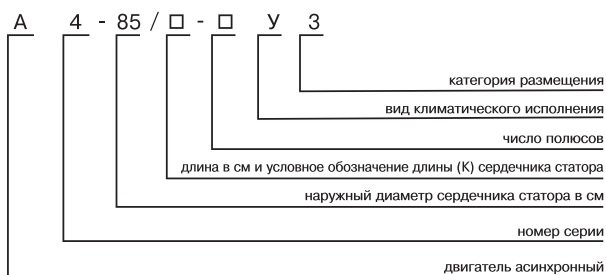 А 4 - 85 / □ - □ У 3
категория размещения
вид климатического исполнения
число полюсов
длина в см и условное обозначение длины (К) сердечника статора
наружный диаметр сердечника статора в см
номер серии
двигатель асинхронный